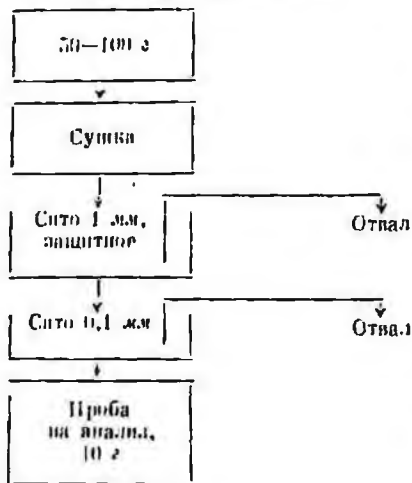 50—100 г
Сушка
Сито 1 мм,
защитное
Отвал
Сито 0,1 мм
Отвал
Проба
на анализ,
10 г